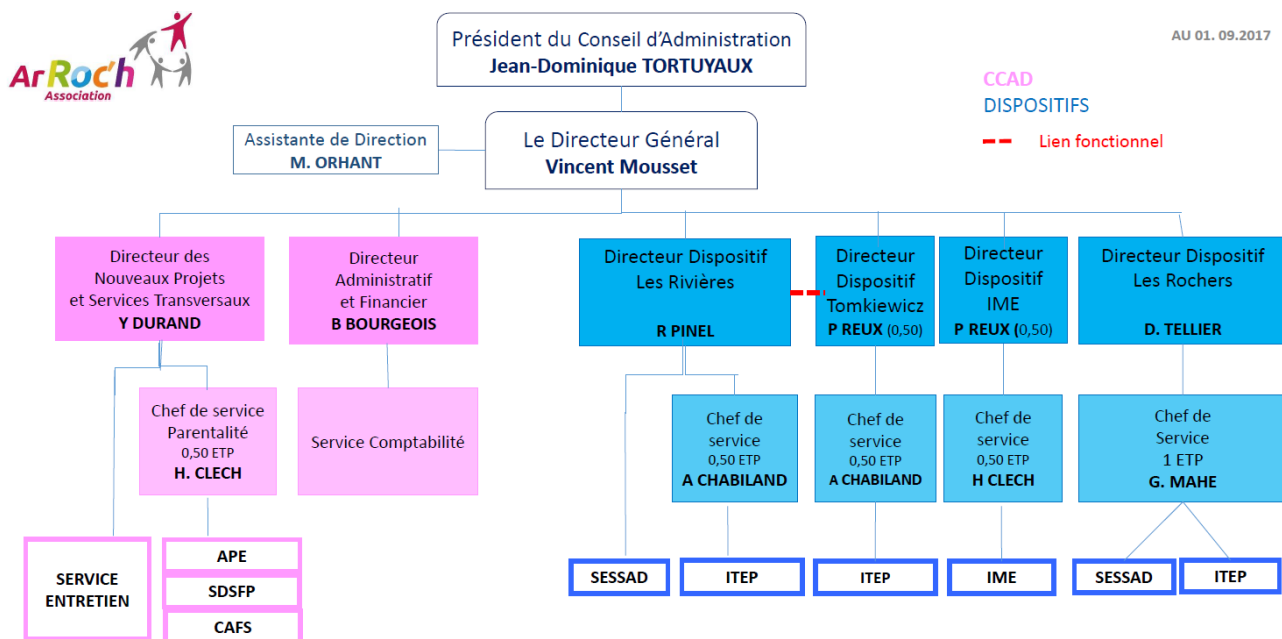 Ar Roc'h
Association
Président du Conseil d'Administration
Jean-Dominique TORTUYAUX
AU 01. 09.2017
CCAD
DISPOSITIFS
Lien fonctionnel
Assistante de Direction
M. ORHANT
Le Directeur Général
Vincent Mousset
Directeur des
Nouveaux Projets
et Services Transversaux
Y DURAND
Directeur
Administratif
et Financier
B BOURGEOIS
Directeur Dispositif
Les Rivières
R PINEL
Directeur
Dispositif
Tomkiewicz
P REUX (0,50)
Directeur
Dispositif
IME
P REUX (0,50)
Directeur Dispositif
Les Rochers
D. TELLIER
Chef de service
Parentalité
0,50 ETP
H. CLECH
Service Comptabilité
Chef de
service
0,50 ETP
A CHABILAND
Chef de
service
0,50 ETP
A CHABILAND
Chef de
service
0,50 ETP
H CLECH
Chef de
Service
1 ETP
G. MAHE
SERVICE
ENTRETIEN
APE
SDSFP
CAFS
SESSAD
ITEP
ITEP
IME
SESSAD
ITEP